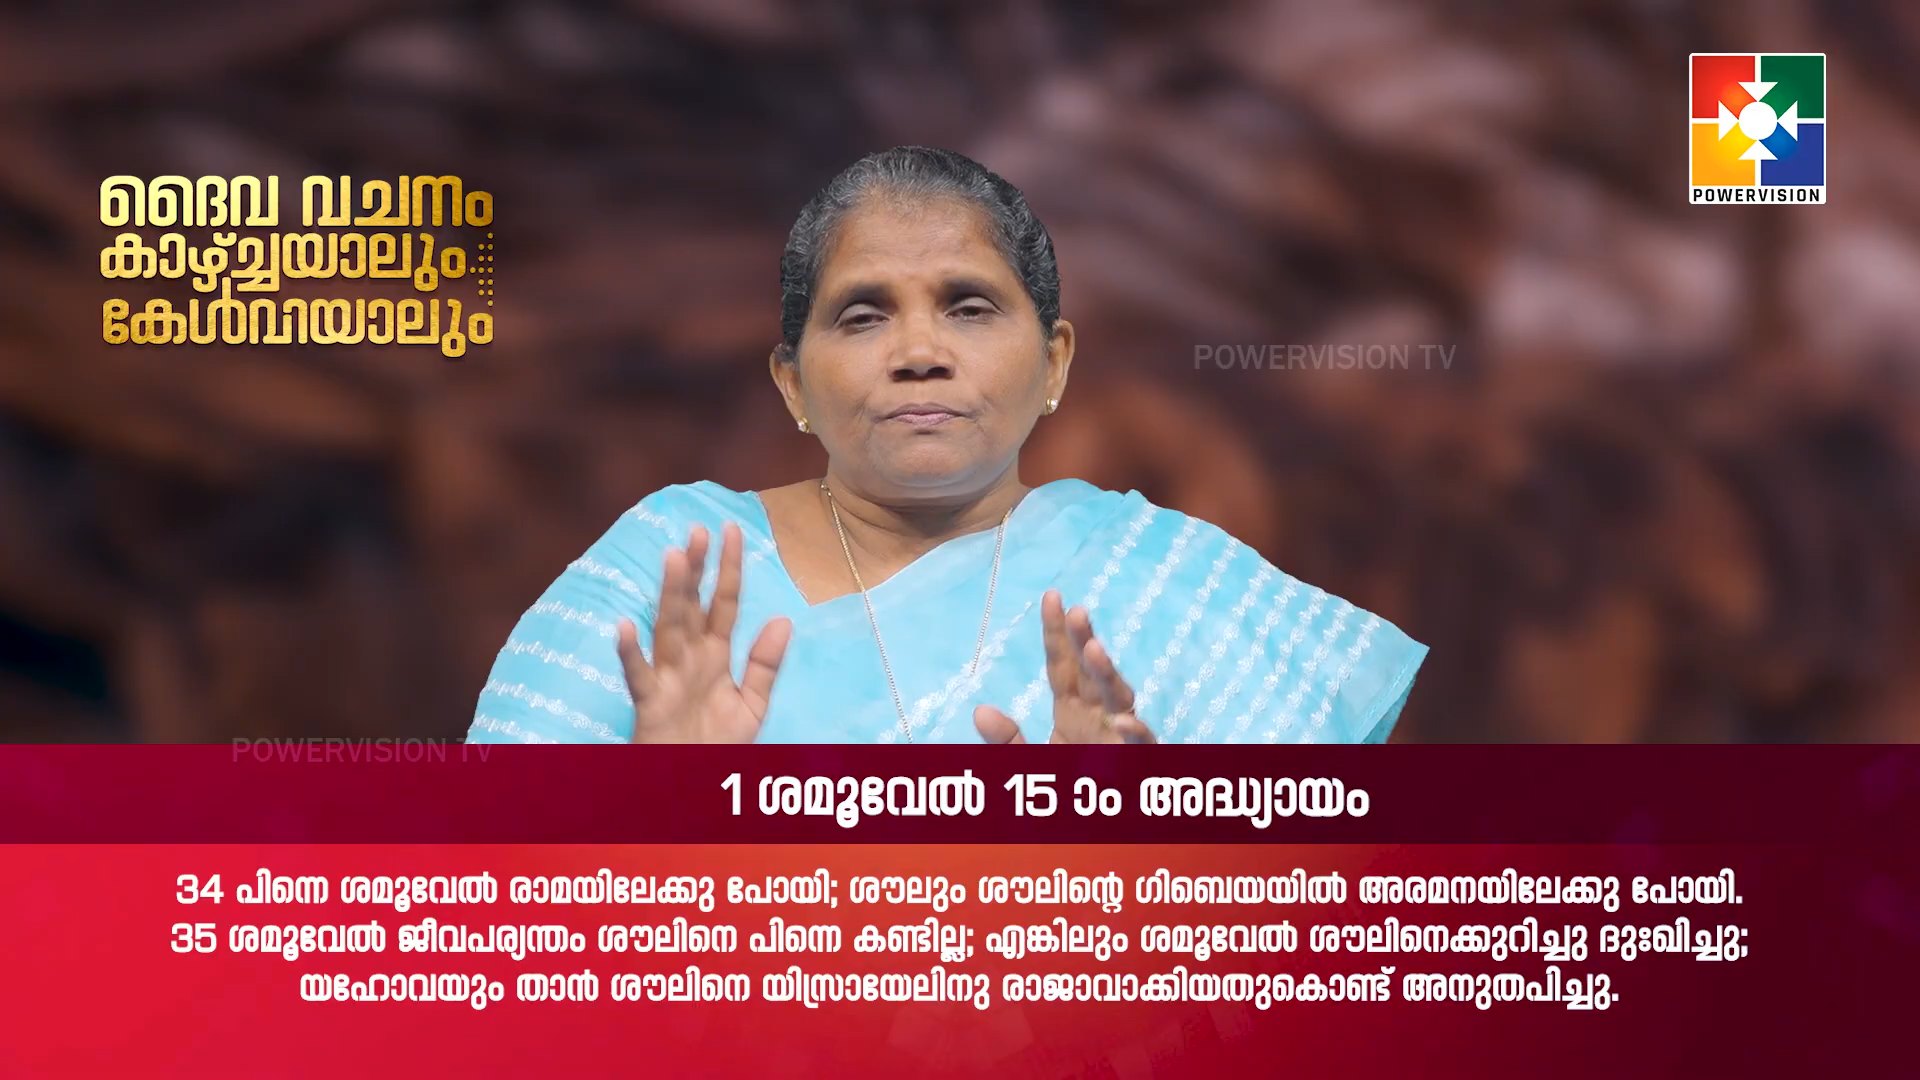 ദൈവ വചനം
കാഴ്ച്ചയാലും
കേൾവിയാലും
POWERVISION
POWERVISION TV
POWERVISION TV
1 ശമൂവേൽ 15 ാം അദ്ധ്യായം
34 പിന്നെ ശമൂവേൽ രാമയിലേക്കു പോയി; ശൗലും ശൗലിന്റെ ഗിബെയയിൽ അരമനയിലേക്കു പോയി.
35 ശമൂവേൽ ജീവപര്യന്തം ശൗലിനെ പിന്നെ കണ്ടില്ല; എങ്കിലും ശമൂവേൽ ശൗലിനെക്കുറിച്ചു ദുഃഖിച്ചു;
യഹോവയും താൻ ശൗലിനെ യിസ്രായേലിനു രാജാവാക്കിയതുകൊണ്ട് അനുതപിച്ചു.